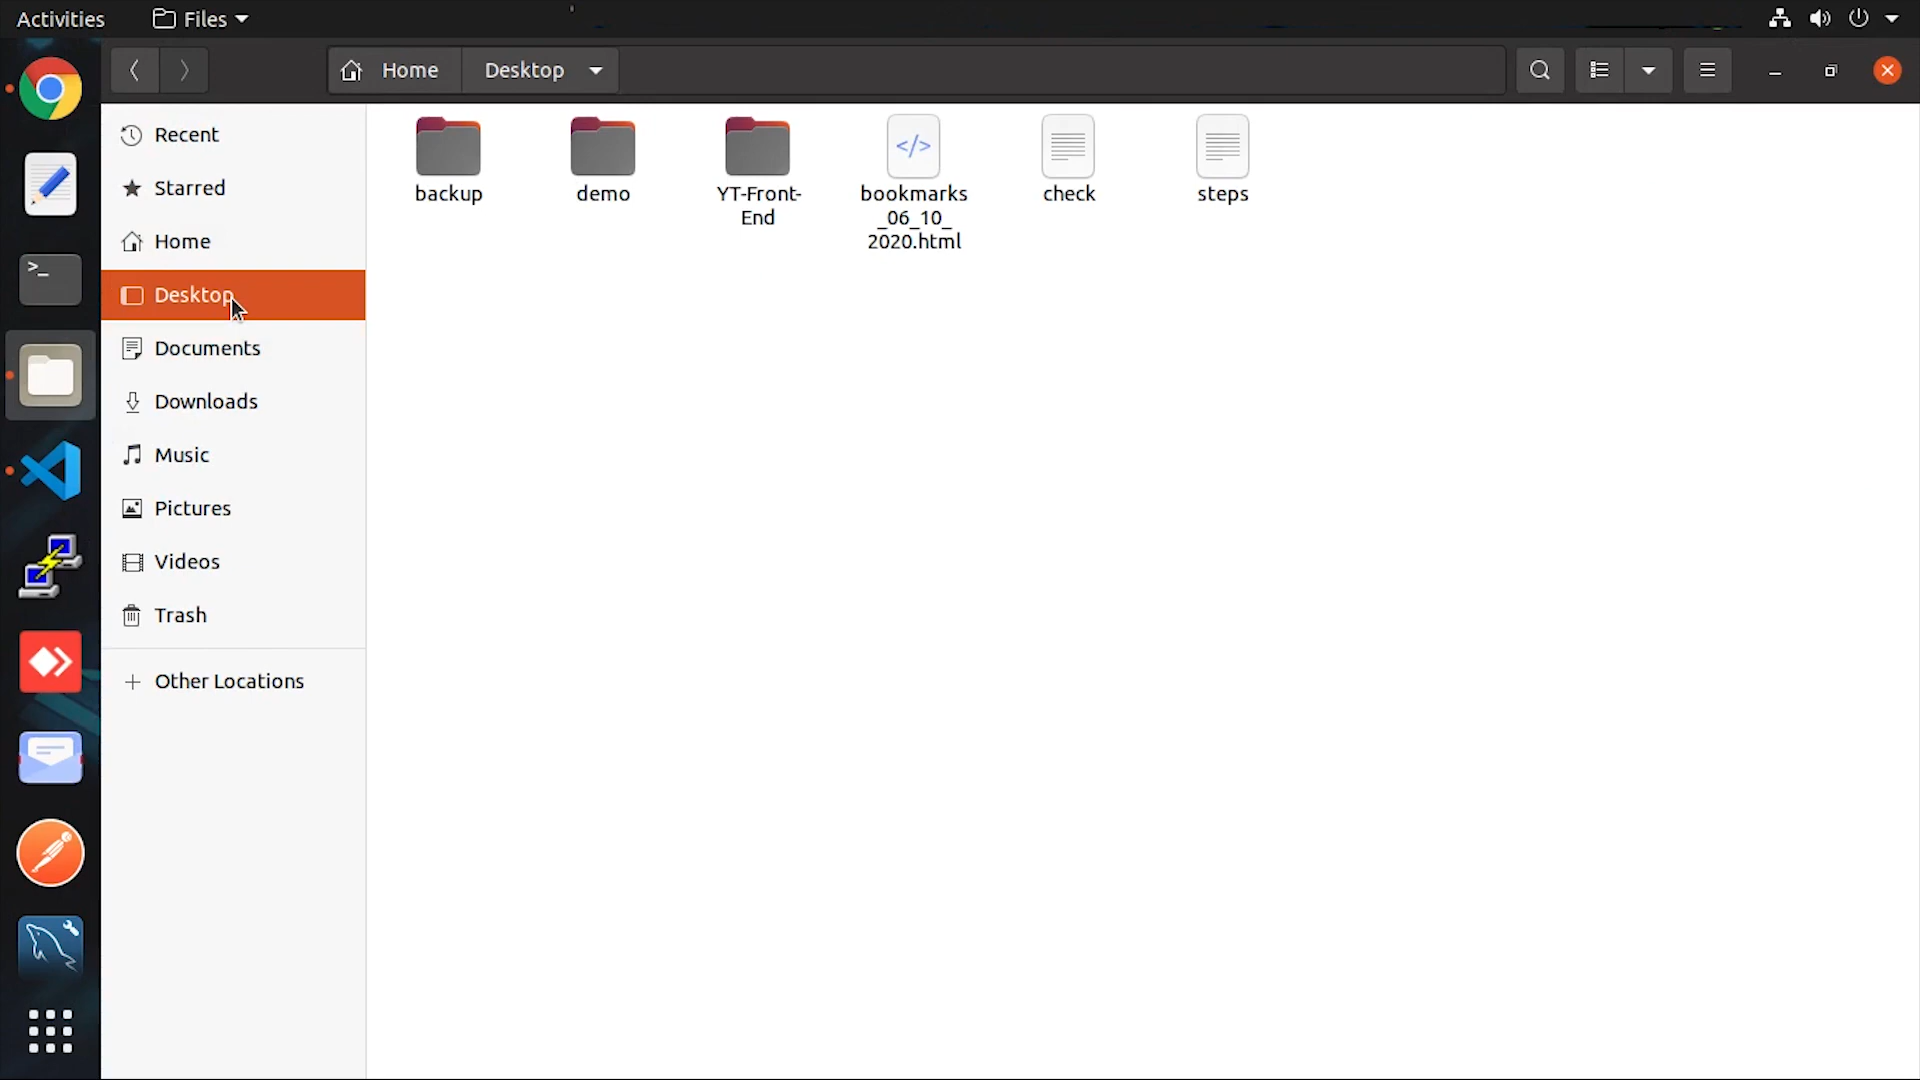 Activities
Files
Home
Desktop
Recent
Starred
Home
Desktop
Documents
Downloads
Music
Pictures
Videos
Trash
Other Locations
backup
demo
YT-Front-
End
</>
bookmarks
_06_10_
2020.html
check
steps
>_